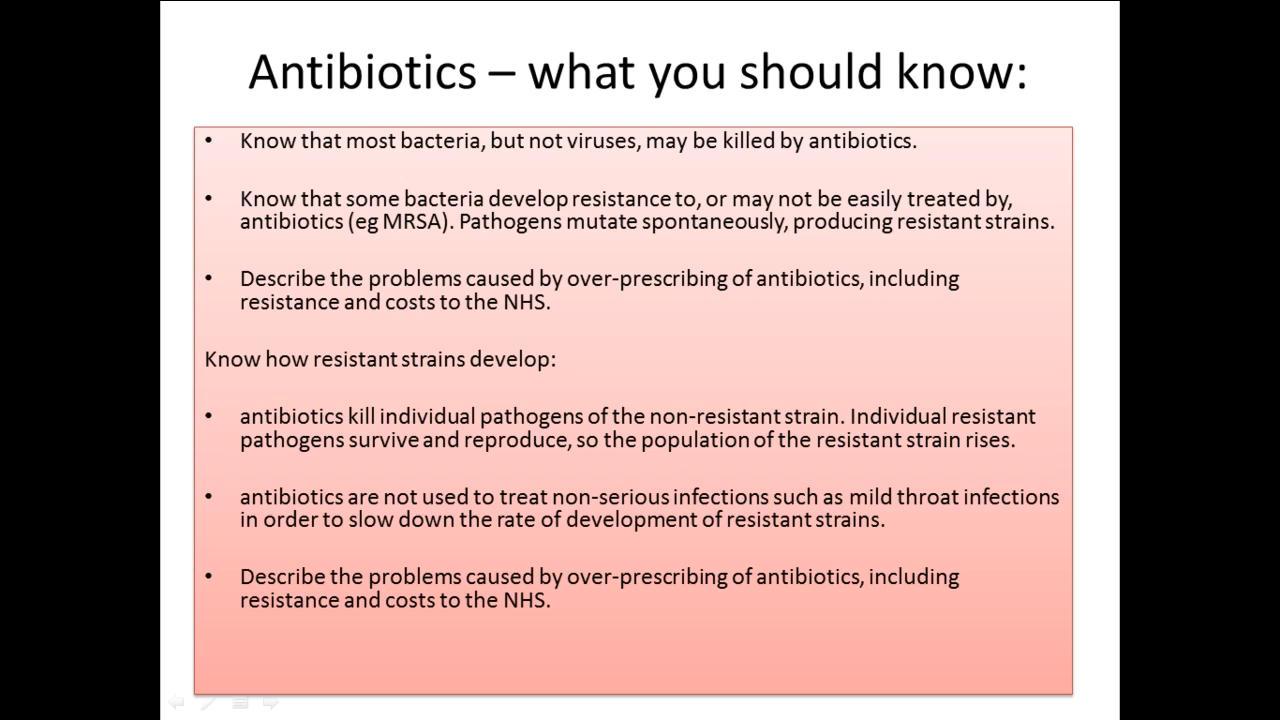 Antibiotics – what you should know:
• Know that most bacteria, but not viruses, may be killed by antibiotics.
• Know that some bacteria develop resistance to, or may not be easily treated by,
antibiotics (eg MRSA). Pathogens mutate spontaneously, producing resistant strains.
• Describe the problems caused by over-prescribing of antibiotics, including
resistance and costs to the NHS.
Know how resistant strains develop:
• antibiotics kill individual pathogens of the non-resistant strain. Individual resistant
pathogens survive and reproduce, so the population of the resistant strain rises.
• antibiotics are not used to treat non-serious infections such as mild throat infections
in order to slow down the rate of development of resistant strains.
• Describe the problems caused by over-prescribing of antibiotics, including
resistance and costs to the NHS.